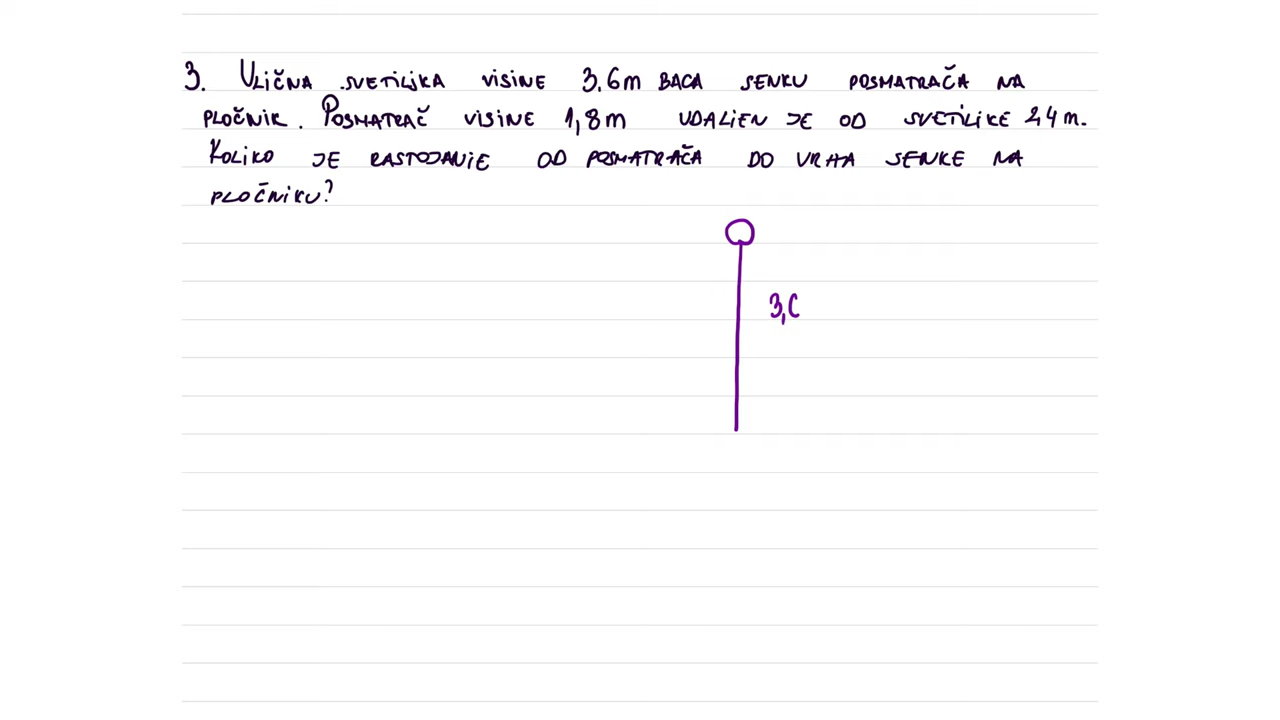 3. Ulična svetiljka visine 3.6m baca senku posmatrača na
pločnik. Posmatrač visine 1,8m udaljen je od svetiljke 2.4m.
Koliko je rastojanje od posmatrača do vrha senke na
pločniku?
3,6